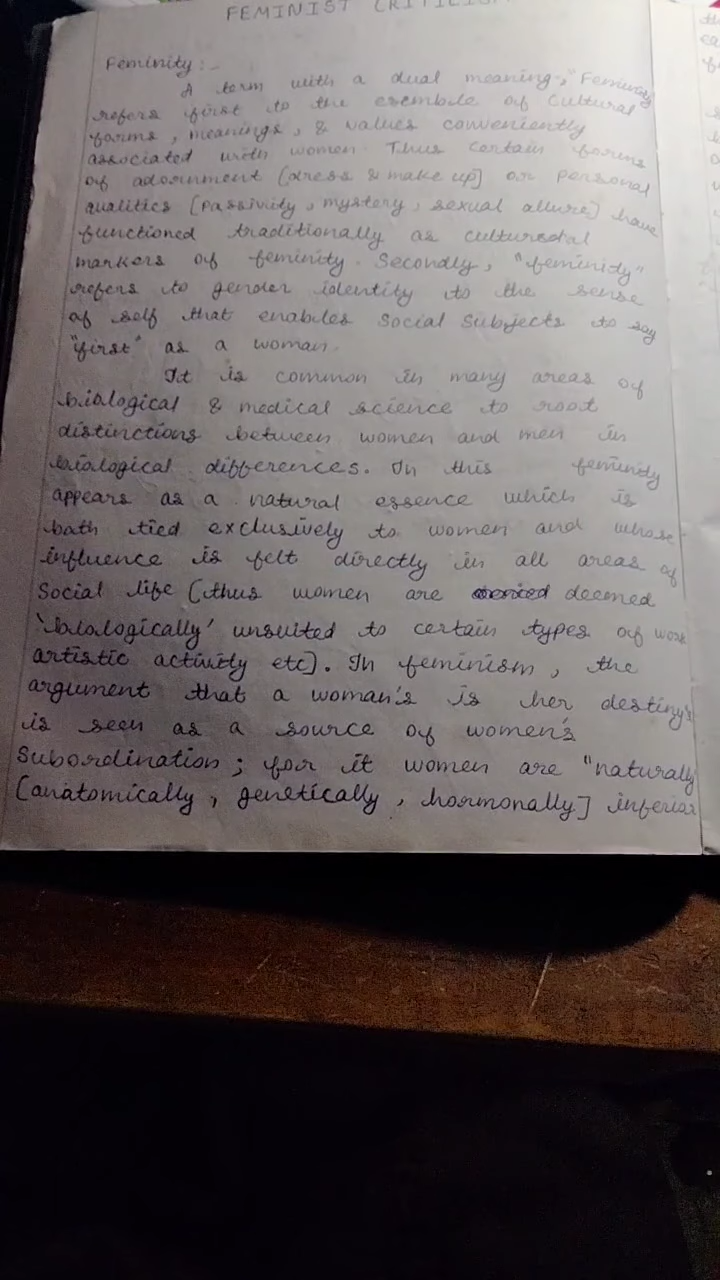 FEMINIST CRITICISM
Feminity :-
A term with a dual meaning, "Feminity
refers first to the esembile of cultural
forms, meanings, & values conveniently
associated with women. Thus certain forms
of adornment [dress & make up] or personal
qualities [passivity, mystery, sexual allure] have
functioned traditionally as culturedal
markers of feminity. Secondly, "feminity"
refers to gender identity to the sense
of self that enables social subjects to say
"first" as a woman.
It is common in many areas of
biological & medical science to root
distinctions between women and men in
biological differences. In this feminity
appears as a natural essence which is
both tied exclusively to women and whose
influence is felt directly in all areas of
social life (thus women are deemed
'biologically' unsuited to certain types of work
artistic activity etc]. In feminism, the
argument that a woman's is her destiny's
is seen as a source of women's
subordination; for it women are "naturally
[anatomically, genetically, hormonally] inferior